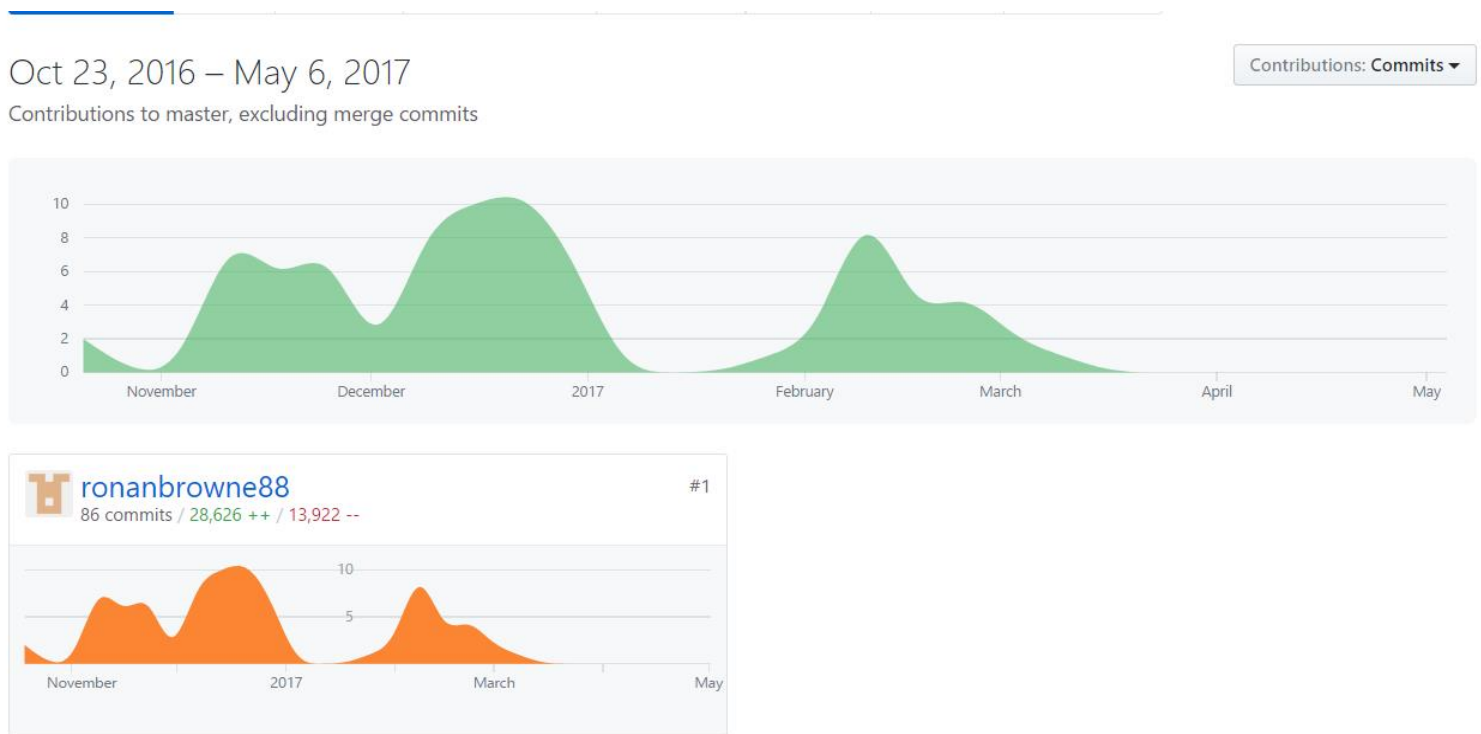 Oct 23, 2016 – May 6, 2017
Contributions: Commits
Contributions to master, excluding merge commits
10
8
6
4
2
0
November December 2017 February March April May
ronanbrowne88
#1
86 commits / 28,626 ++ / 13,922 --
10
5
November 2017 March May